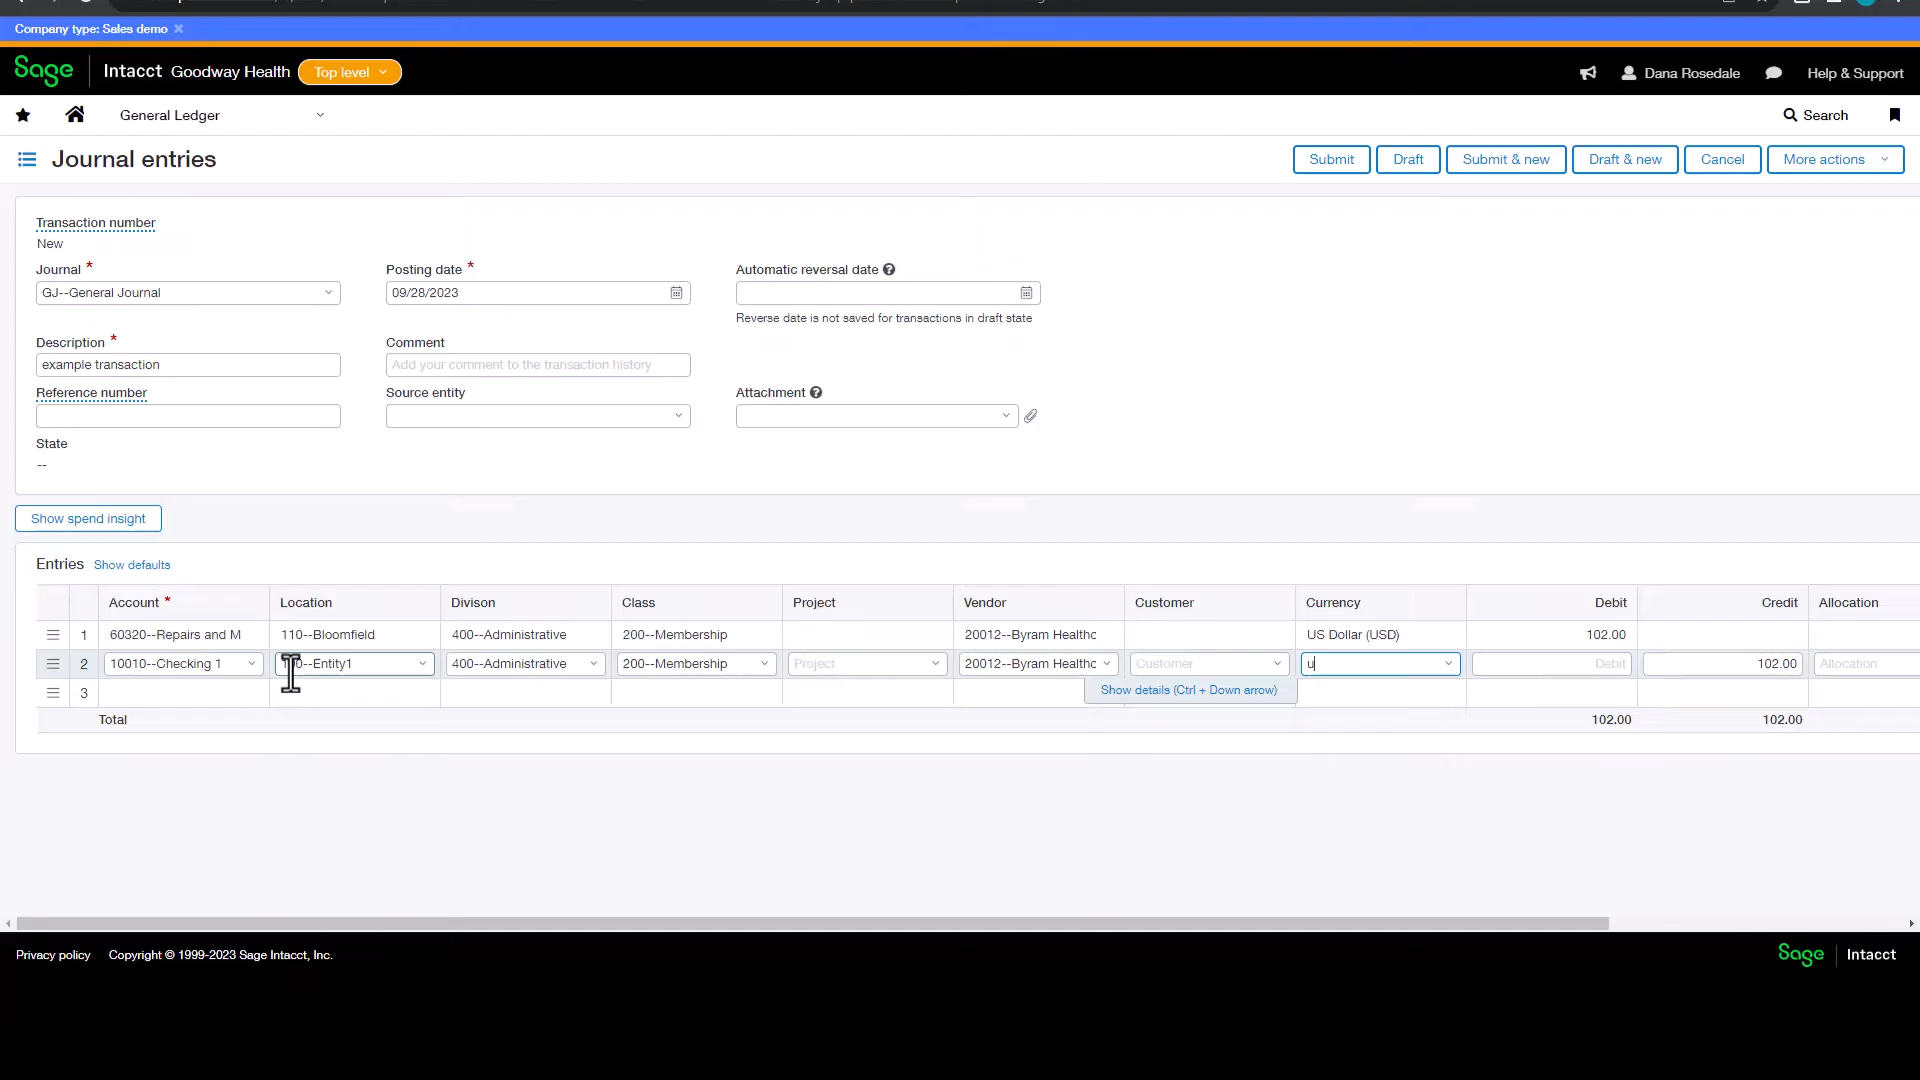 Company type: Sales demo
Sage Intacct Goodway Health Top level Dana Rosedale Help & Support
General Ledger Search
Journal entries Submit Draft Submit & new Draft & new Cancel More actions
Transaction number
New
Journal * Posting date * Automatic reversal date
GJ--General Journal 09/28/2023
Reverse date is not saved for transactions in draft state
Description * Comment
example transaction Add your comment to the transaction history
Reference number Source entity Attachment
State
--
Show spend insight
Entries Show defaults
Account * Location Divison Class Project Vendor Customer Currency Debit Credit Allocation
1 60320--Repairs and M 110--Bloomfield 400--Administrative 200--Membership 20012--Byram Healthc US Dollar (USD) 102.00
2 10010--Checking 1 --Entity1 400--Administrative 200--Membership Project 20012--Byram Healthc Customer u Debit 102.00 Allocation
Show details (Ctrl + Down arrow)
3
Total 102.00 102.00
Privacy policy Copyright © 1999-2023 Sage Intacct, Inc. Sage Intacct